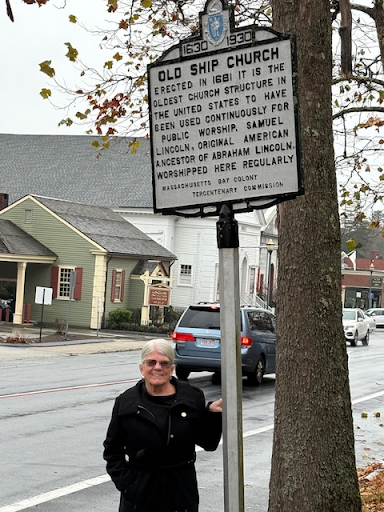 1630 1930
OLD SHIP CHURCH
ERECTED IN 1681 IT IS THE
OLDEST CHURCH STRUCTURE IN
THE UNITED STATES TO HAVE
BEEN USED CONTINUOUSLY FOR
PUBLIC WORSHIP. SAMUEL
LINCOLN, ORIGINAL AMERICAN
ANCESTOR OF ABRAHAM LINCOLN,
WORSHIPPED HERE REGULARLY
MASSACHUSETTS BAY COLONY
TERCENTENARY COMMISSION